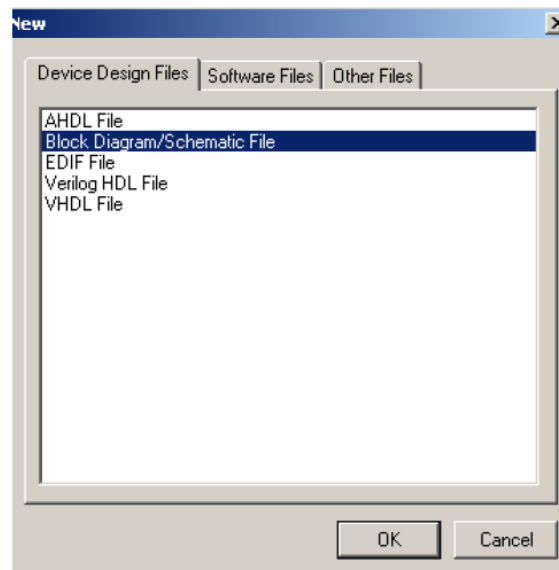 New
Device Design Files Software Files Other Files
AHDL File
Block Diagram/Schematic File
EDIF File
Verilog HDL File
VHDL File
OK Cancel